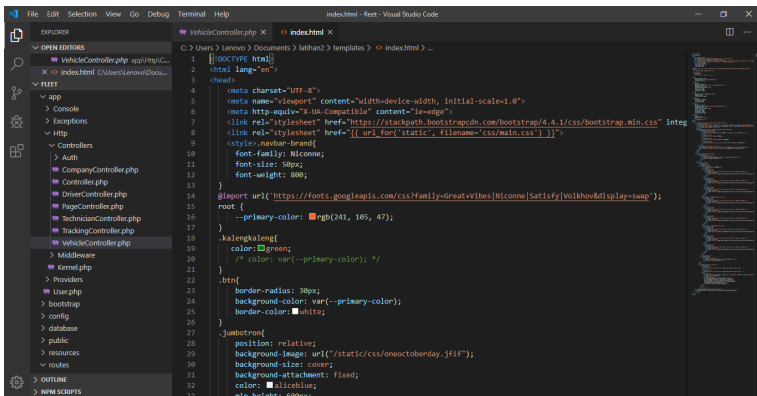 File Edit Selection View Go Debug Terminal Help index.html - fleet - Visual Studio Code
EXPLORER
OPEN EDITORS
VehicleController.php app\Http\C...
index.html C:\Users\Lenovo\Docu...
FLEET
app
Console
Exceptions
Http
Controllers
Auth
CompanyController.php
Controller.php
DriverController.php
PageController.php
TechnicianController.php
TrackingController.php
VehicleController.php
Middleware
Kernel.php
Providers
User.php
bootstrap
config
database
public
resources
routes
OUTLINE
NPM SCRIPTS
VehicleController.php index.html
C: > Users > Lenovo > Documents > latihan2 > templates > index.html > ...
1 <!DOCTYPE html>
2 <html lang="en">
3 <head>
4 <meta charset="UTF-8">
5 <meta name="viewport" content="width=device-width, initial-scale=1.0">
6 <meta http-equiv="X-UA-Compatible" content="ie=edge">
7 <link rel="stylesheet" href="https://stackpath.bootstrapcdn.com/bootstrap/4.4.1/css/bootstrap.min.css" integ
8 <link rel="stylesheet" href="{{ url_for('static', filename='css/main.css') }}">
9 <style>.navbar-brand{
10 font-family: Niconne;
11 font-size: 50px;
12 font-weight: 800;
13 }
14 @import url('https://fonts.googleapis.com/css?family=Great+Vibes|Niconne|Satisfy|Volkhov&display=swap');
15 root {
16 --primary-color: rgb(241, 105, 47);
17 }
18 .kalengkaleng{
19 color: green;
20 /* color: var(--primary-color); */
21 }
22 .btn{
23 border-radius: 30px;
24 background-color: var(--primary-color);
25 border-color: white;
26 }
27 .jumbotron{
28 position: relative;
29 background-image: url("/static/css/oneoctoberday.jfif");
30 background-size: cover;
31 background-attachment: fixed;
32 color: aliceblue;